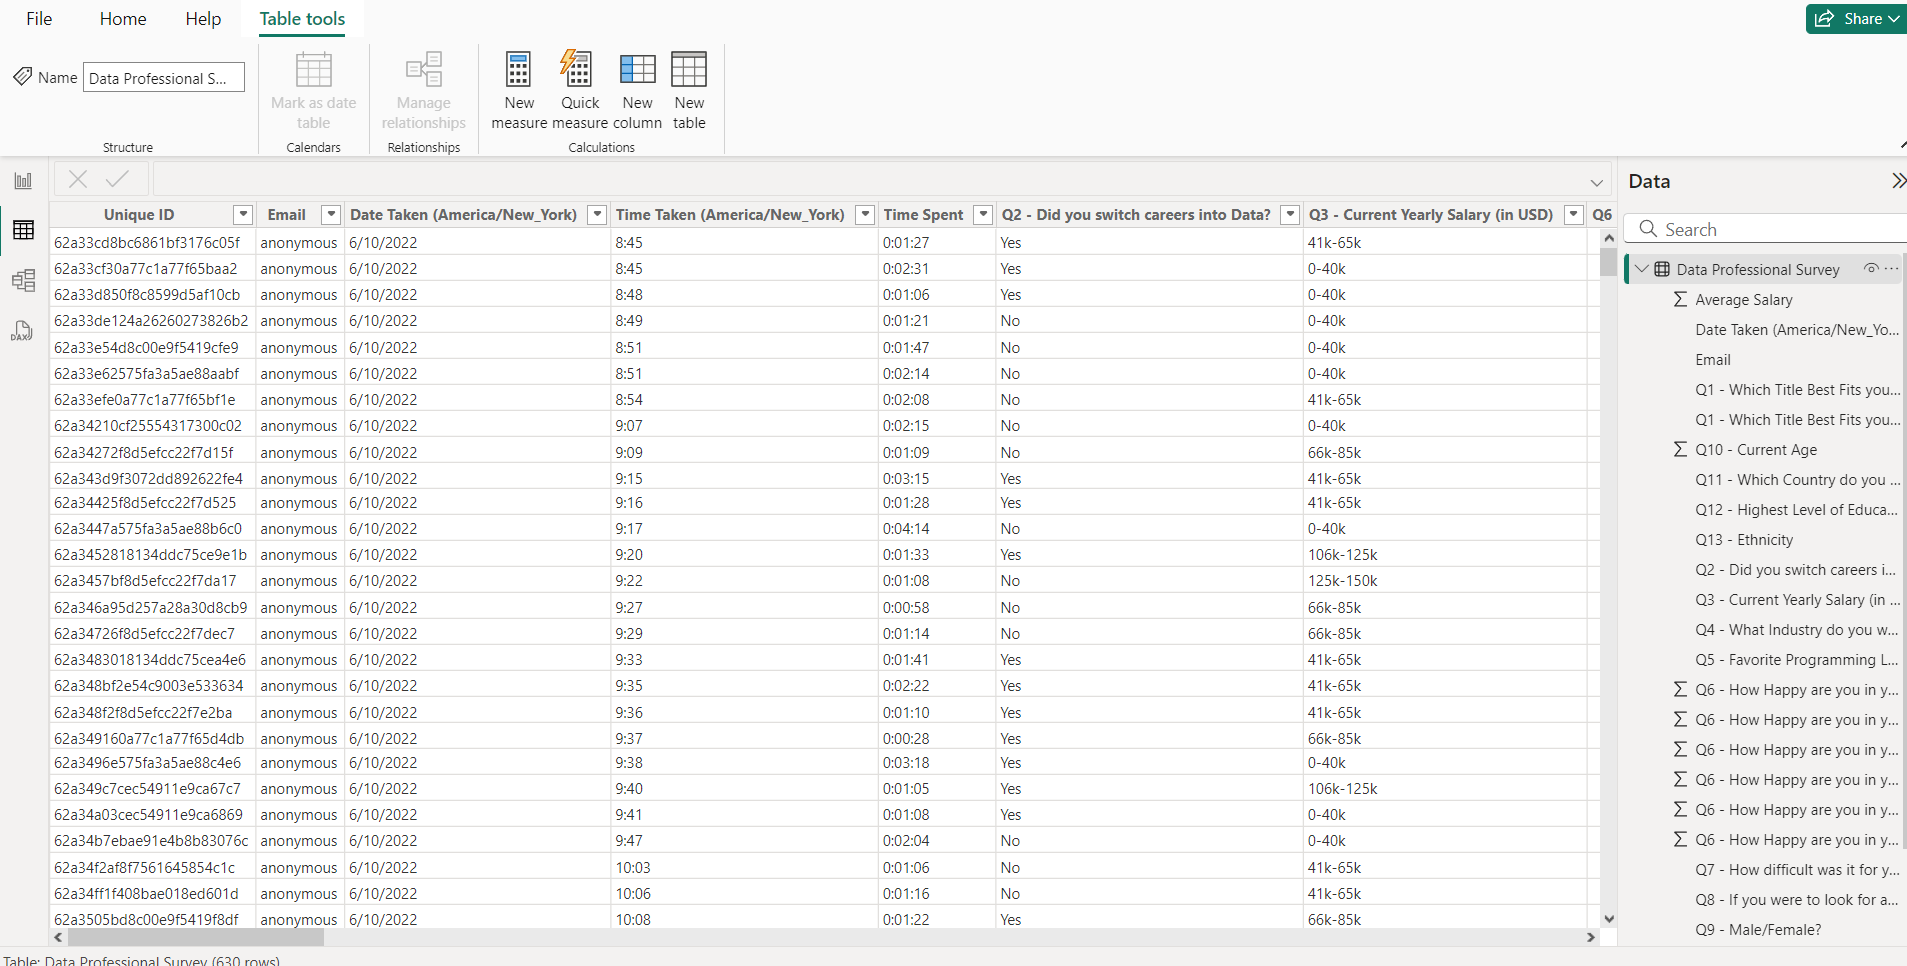 File Home Help Table tools Share
Name Data Professional S...
Mark as date table
Manage relationships
New measure
Quick measure
New column
New table
Structure Calendars Relationships Calculations
Data
Unique ID Email Date Taken (America/New_York) Time Taken (America/New_York) Time Spent Q2 - Did you switch careers into Data? Q3 - Current Yearly Salary (in USD) Q6
62a33cd8bc6861bf3176c05f anonymous 6/10/2022 8:45 0:01:27 Yes 41k-65k
62a33cf30a77c1a77f65baa2 anonymous 6/10/2022 8:45 0:02:31 Yes 0-40k
62a33d850f8c8599d5af10cb anonymous 6/10/2022 8:48 0:01:06 Yes 0-40k
62a33de124a26260273826b2 anonymous 6/10/2022 8:49 0:01:21 No 0-40k
62a33e54d8c00e9f5419cfe9 anonymous 6/10/2022 8:51 0:01:47 No 0-40k
62a33e62575fa3a5ae88aabf anonymous 6/10/2022 8:51 0:02:14 No 0-40k
62a33efe0a77c1a77f65bf1e anonymous 6/10/2022 8:54 0:02:08 No 41k-65k
62a34210cf25554317300c02 anonymous 6/10/2022 9:07 0:02:15 No 0-40k
62a34272f8d5efcc22f7d15f anonymous 6/10/2022 9:09 0:01:09 No 66k-85k
62a343d9f3072dd892622fe4 anonymous 6/10/2022 9:15 0:03:15 Yes 41k-65k
62a34425f8d5efcc22f7d525 anonymous 6/10/2022 9:16 0:01:28 Yes 41k-65k
62a3447a575fa3a5ae88b6c0 anonymous 6/10/2022 9:17 0:04:14 No 0-40k
62a3452818134ddc75ce9e1b anonymous 6/10/2022 9:20 0:01:33 Yes 106k-125k
62a3457bf8d5efcc22f7da17 anonymous 6/10/2022 9:22 0:01:08 No 125k-150k
62a346a95d257a28a30d8cb9 anonymous 6/10/2022 9:27 0:00:58 No 66k-85k
62a34726f8d5efcc22f7dec7 anonymous 6/10/2022 9:29 0:01:14 No 66k-85k
62a3483018134ddc75cea4e6 anonymous 6/10/2022 9:33 0:01:41 Yes 41k-65k
62a348bf2e54c9003e533634 anonymous 6/10/2022 9:35 0:02:22 Yes 41k-65k
62a348f2f8d5efcc22f7e2ba anonymous 6/10/2022 9:36 0:01:10 Yes 41k-65k
62a349160a77c1a77f65d4db anonymous 6/10/2022 9:37 0:00:28 Yes 66k-85k
62a3496e575fa3a5ae88c4e6 anonymous 6/10/2022 9:38 0:03:18 Yes 0-40k
62a349c7cec54911e9ca67c7 anonymous 6/10/2022 9:40 0:01:05 Yes 106k-125k
62a34a03cec54911e9ca6869 anonymous 6/10/2022 9:41 0:01:08 Yes 0-40k
62a34b7ebae91e4b8b83076c anonymous 6/10/2022 9:47 0:02:04 No 0-40k
62a34f2af8f7561645854c1c anonymous 6/10/2022 10:03 0:01:06 No 41k-65k
62a34ff1f408bae018ed601d anonymous 6/10/2022 10:06 0:01:16 No 41k-65k
62a3505bd8c00e9f5419f8df anonymous 6/10/2022 10:08 0:01:22 Yes 66k-85k
Search
Data Professional Survey
Σ Average Salary
Date Taken (America/New_Yo...
Email
Q1 - Which Title Best Fits you...
Q1 - Which Title Best Fits you...
Σ Q10 - Current Age
Q11 - Which Country do you ...
Q12 - Highest Level of Educa...
Q13 - Ethnicity
Q2 - Did you switch careers i...
Q3 - Current Yearly Salary (in ...
Q4 - What Industry do you w...
Q5 - Favorite Programming L...
Σ Q6 - How Happy are you in y...
Σ Q6 - How Happy are you in y...
Σ Q6 - How Happy are you in y...
Σ Q6 - How Happy are you in y...
Σ Q6 - How Happy are you in y...
Σ Q6 - How Happy are you in y...
Q7 - How difficult was it for y...
Q8 - If you were to look for a...
Q9 - Male/Female?
DAX
Table: Data Professional Survey (630 rows)